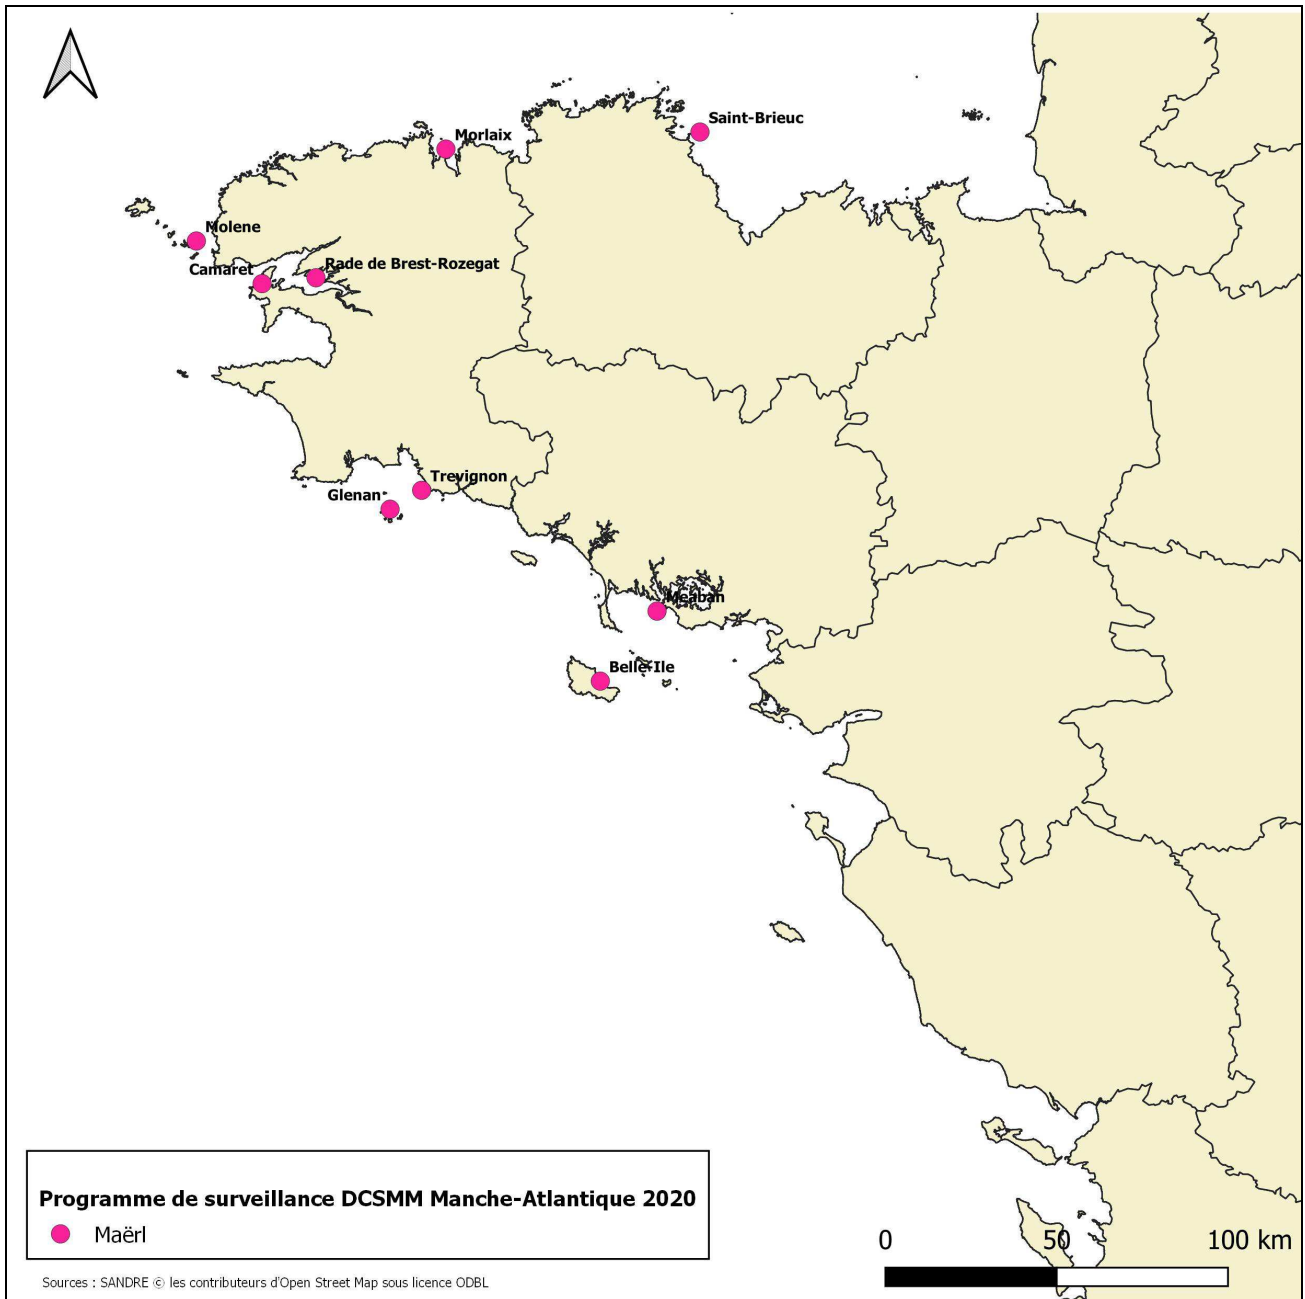 Saint-Brieuc
Morlaix
Molene
Camaret
Rade de Brest-Rozegat
Trevignon
Glenan
Meaban
Belle-Ile
Programme de surveillance DCSMM Manche-Atlantique 2020
Maërl
0 50 100 km
Sources : SANDRE © les contributeurs d'Open Street Map sous licence ODBL